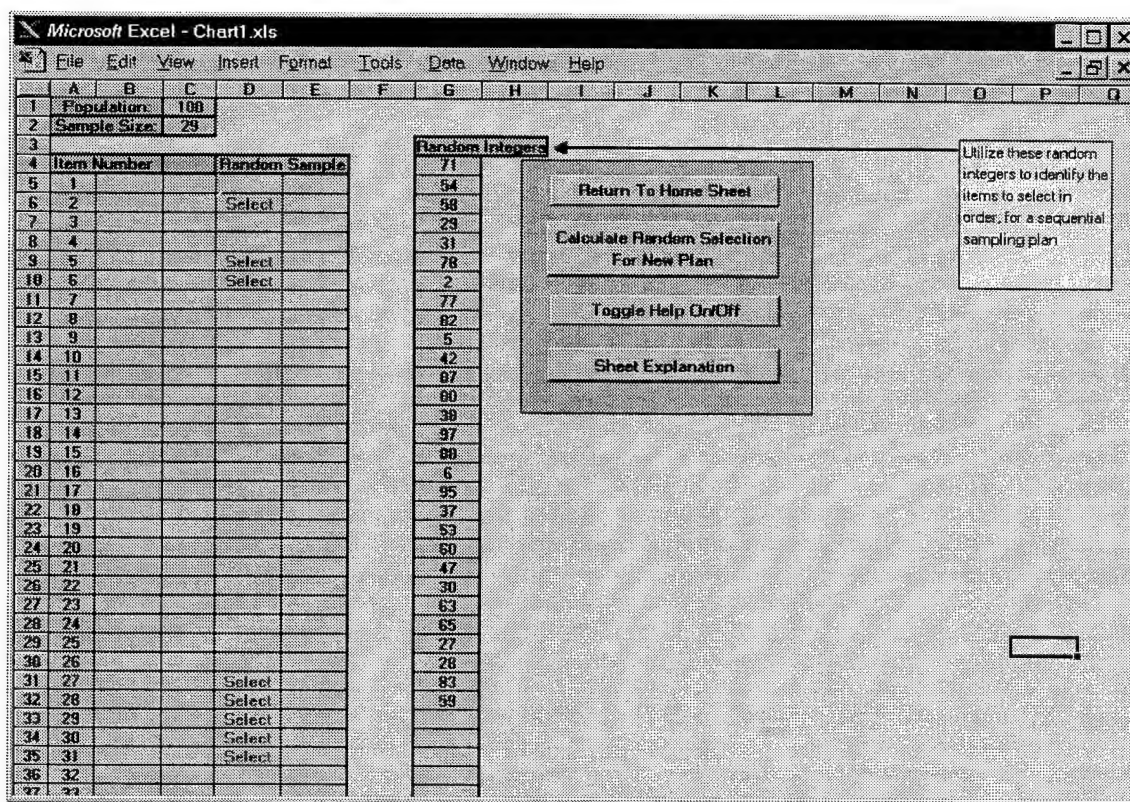 Microsoft Excel - Chart1.xls
File Edit View Insert Format Tools Data Window Help
A B C D E F G H I J K L M N O P Q
1 Population: 100
2 Sample Size: 29
3 Random Integers
4 Item Number Random Sample 71
5 1 54
6 2 Select 58
7 3 29
8 4 31
9 5 Select 78
10 6 Select 2
11 7 77
12 8 82
13 9 5
14 10 42
15 11 87
16 12 80
17 13 38
18 14 97
19 15 88
20 16 6
21 17 95
22 18 37
23 19 53
24 20 60
25 21 47
26 22 30
27 23 63
28 24 65
29 25 27
30 26 28
31 27 Select 83
32 28 Select 59
33 29 Select
34 30 Select
35 31 Select
36 32
37 33
Return To Home Sheet
Calculate Random Selection
For New Plan
Toggle Help On/Off
Sheet Explanation
Utilize these random
integers to identify the
items to select in
order, for a sequential
sampling plan